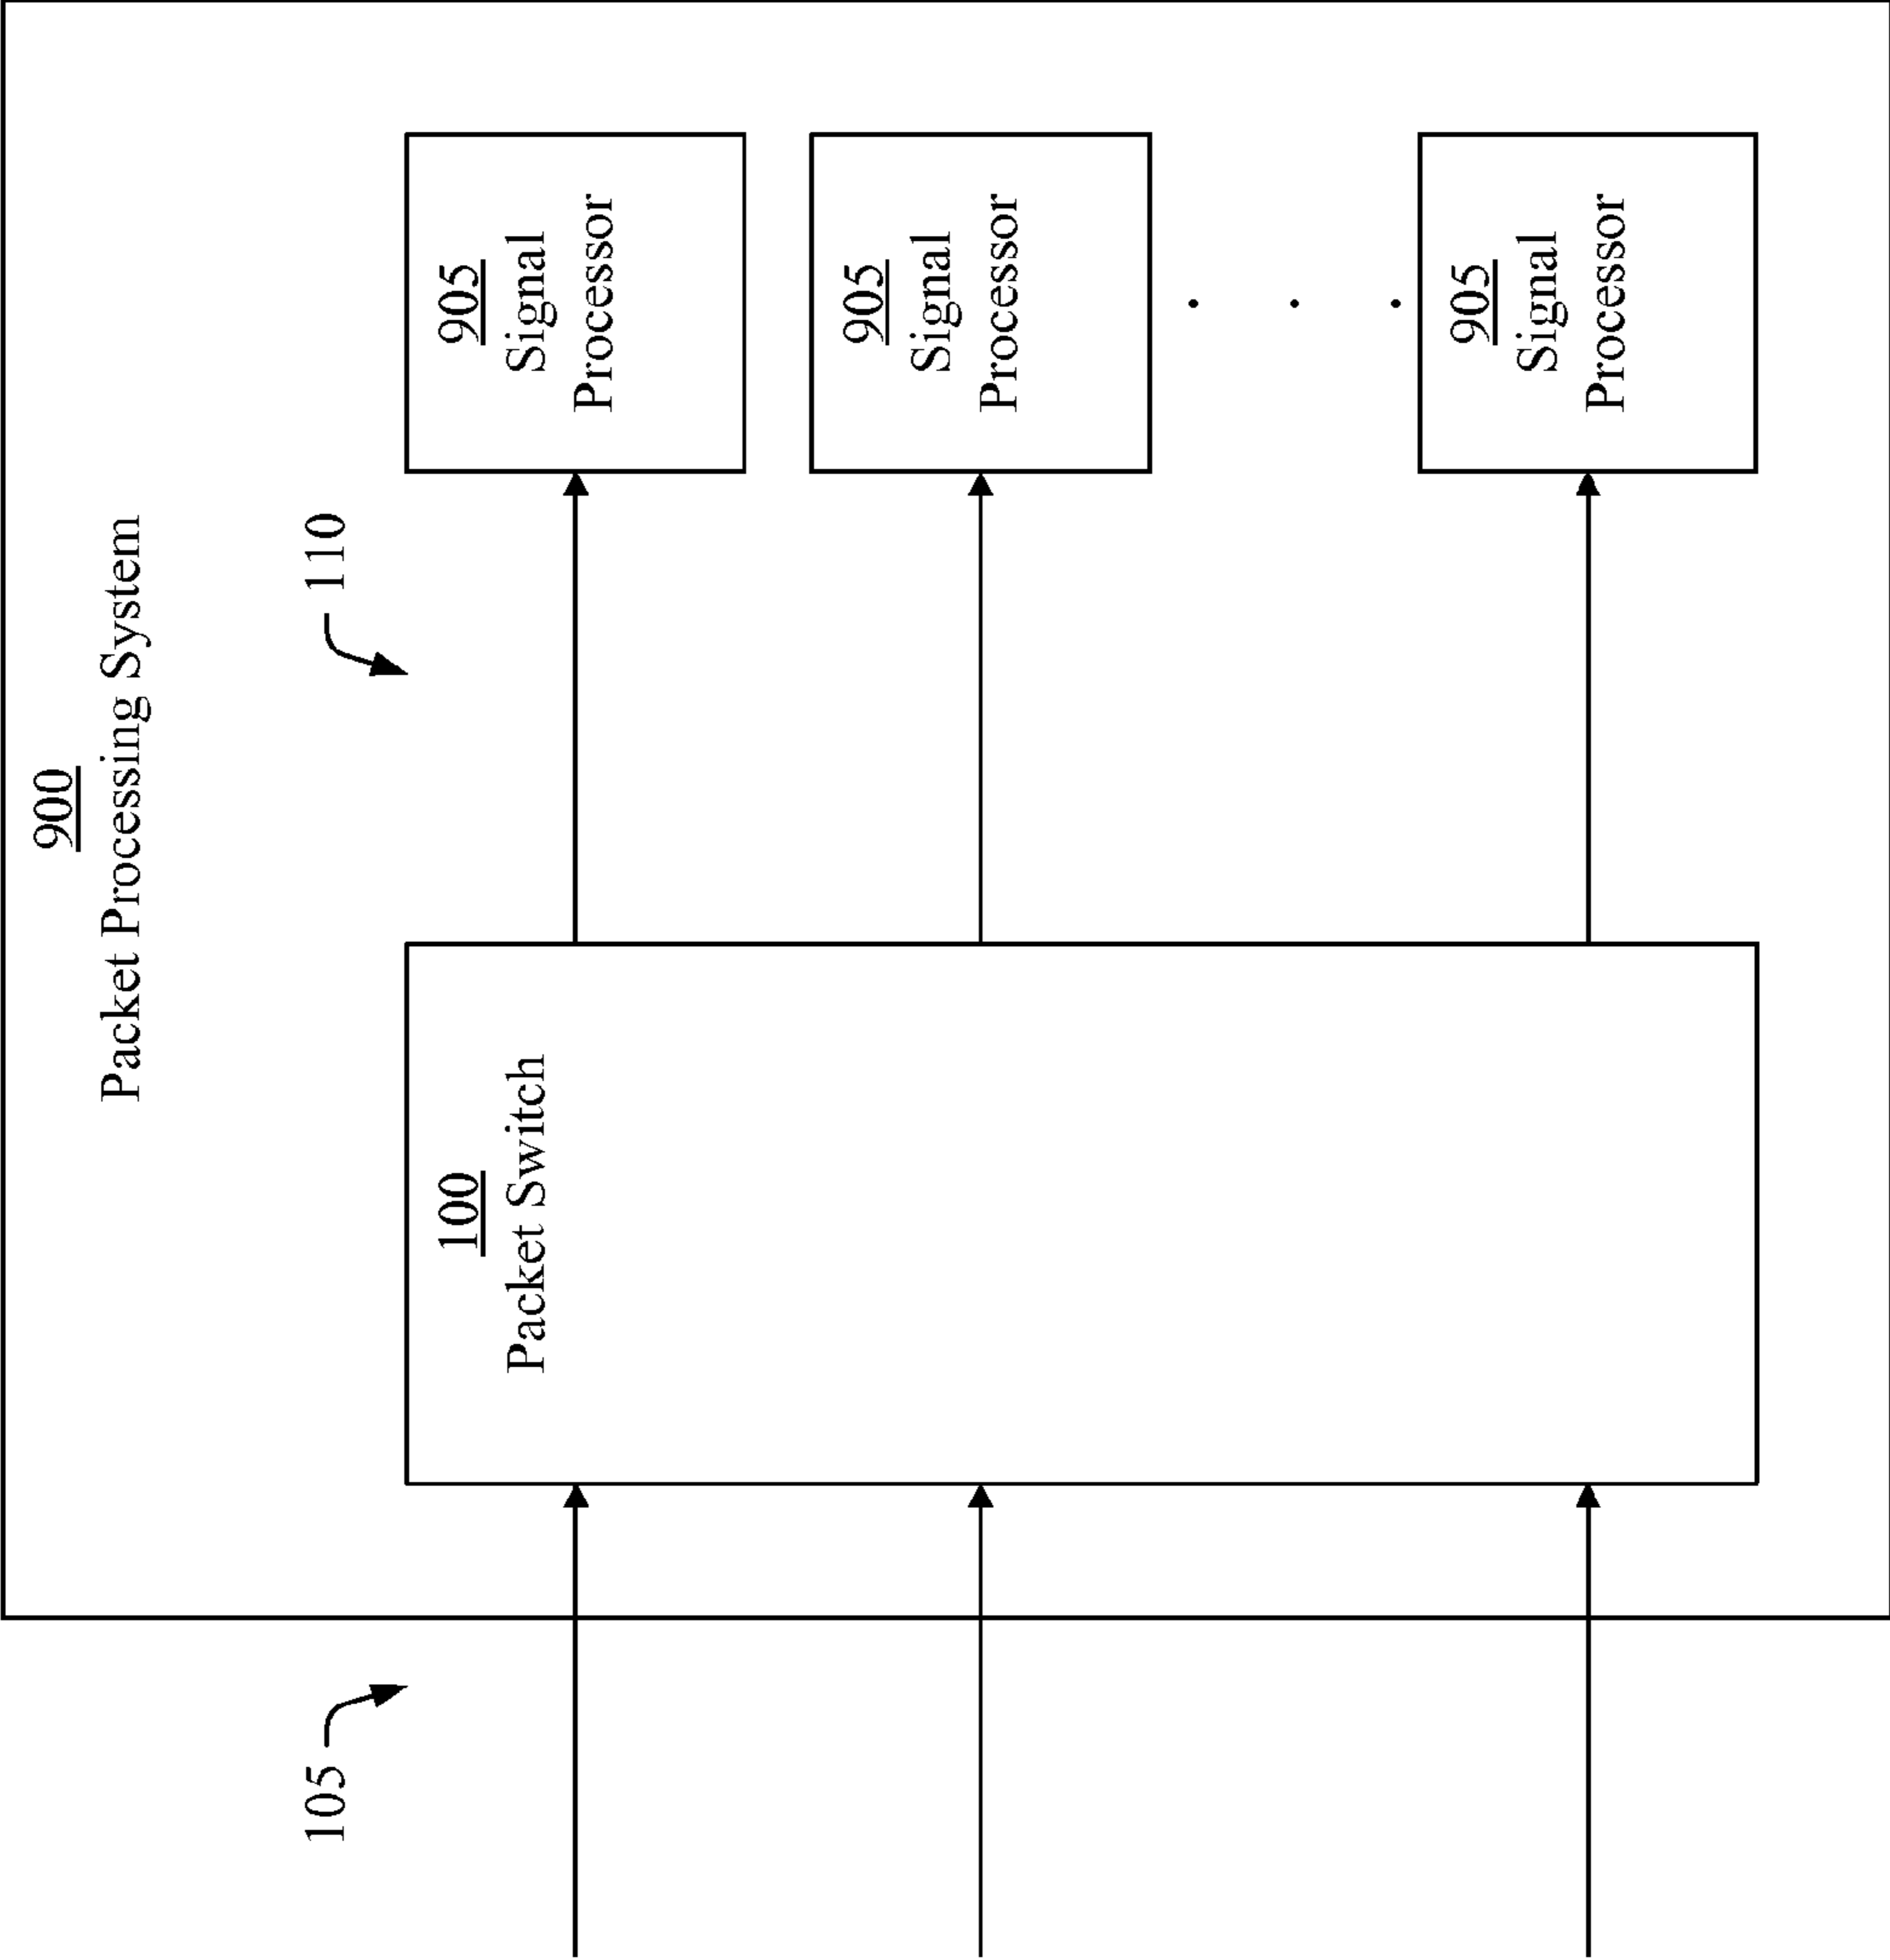 900
Packet Processing System
105
110
100
Packet Switch
905
Signal
Processor
905
Signal
Processor
. . .
905
Signal
Processor